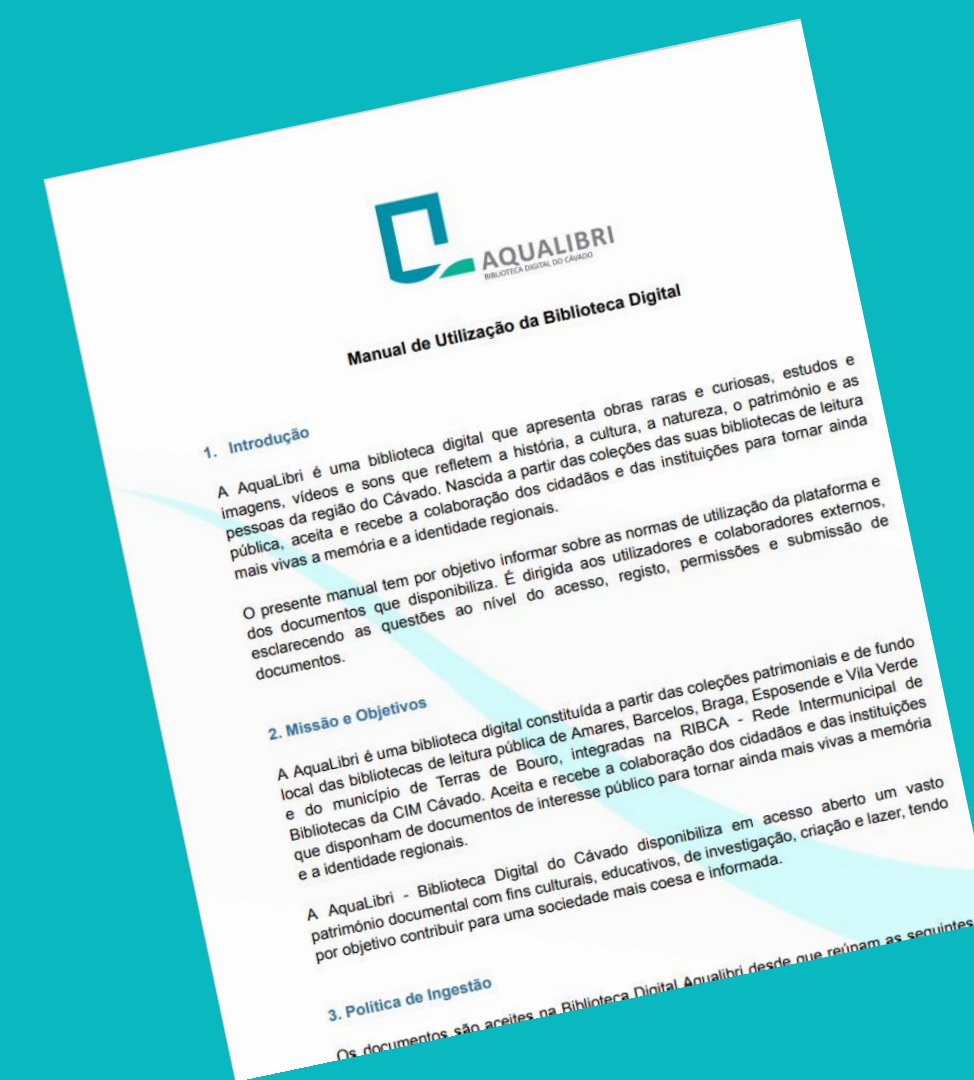 AQUALIBRI
BIBLIOTECA DIGITAL DO CÁVADO
Manual de Utilização da Biblioteca Digital
1. Introdução
A AquaLibri é uma biblioteca digital que apresenta obras raras e curiosas, estudos e
imagens, vídeos e sons que refletem a história, a cultura, a natureza, o património e as
pessoas da região do Cávado. Nascida a partir das coleções das suas bibliotecas de leitura
pública, aceita e recebe a colaboração dos cidadãos e das instituições para tornar ainda
mais vivas a memória e a identidade regionais.
O presente manual tem por objetivo informar sobre as normas de utilização da plataforma e
dos documentos que disponibiliza. É dirigida aos utilizadores e colaboradores externos,
esclarecendo as questões ao nível do acesso, registo, permissões e submissão de
documentos.
2. Missão e Objetivos
A AquaLibri é uma biblioteca digital constituída a partir das coleções patrimoniais e de fundo
local das bibliotecas de leitura pública de Amares, Barcelos, Braga, Esposende e Vila Verde
e do município de Terras de Bouro, integradas na RIBCA - Rede Intermunicipal de
Bibliotecas da CIM Cávado. Aceita e recebe a colaboração dos cidadãos e das instituições
que disponham de documentos de interesse público para tornar ainda mais vivas a memória
e a identidade regionais.
A AquaLibri - Biblioteca Digital do Cávado disponibiliza em acesso aberto um vasto
património documental com fins culturais, educativos, de investigação, criação e lazer, tendo
por objetivo contribuir para uma sociedade mais coesa e informada.
3. Política de Ingestão
Os documentos são aceites na Biblioteca Digital Aqualibri desde que reúnam as seguintes